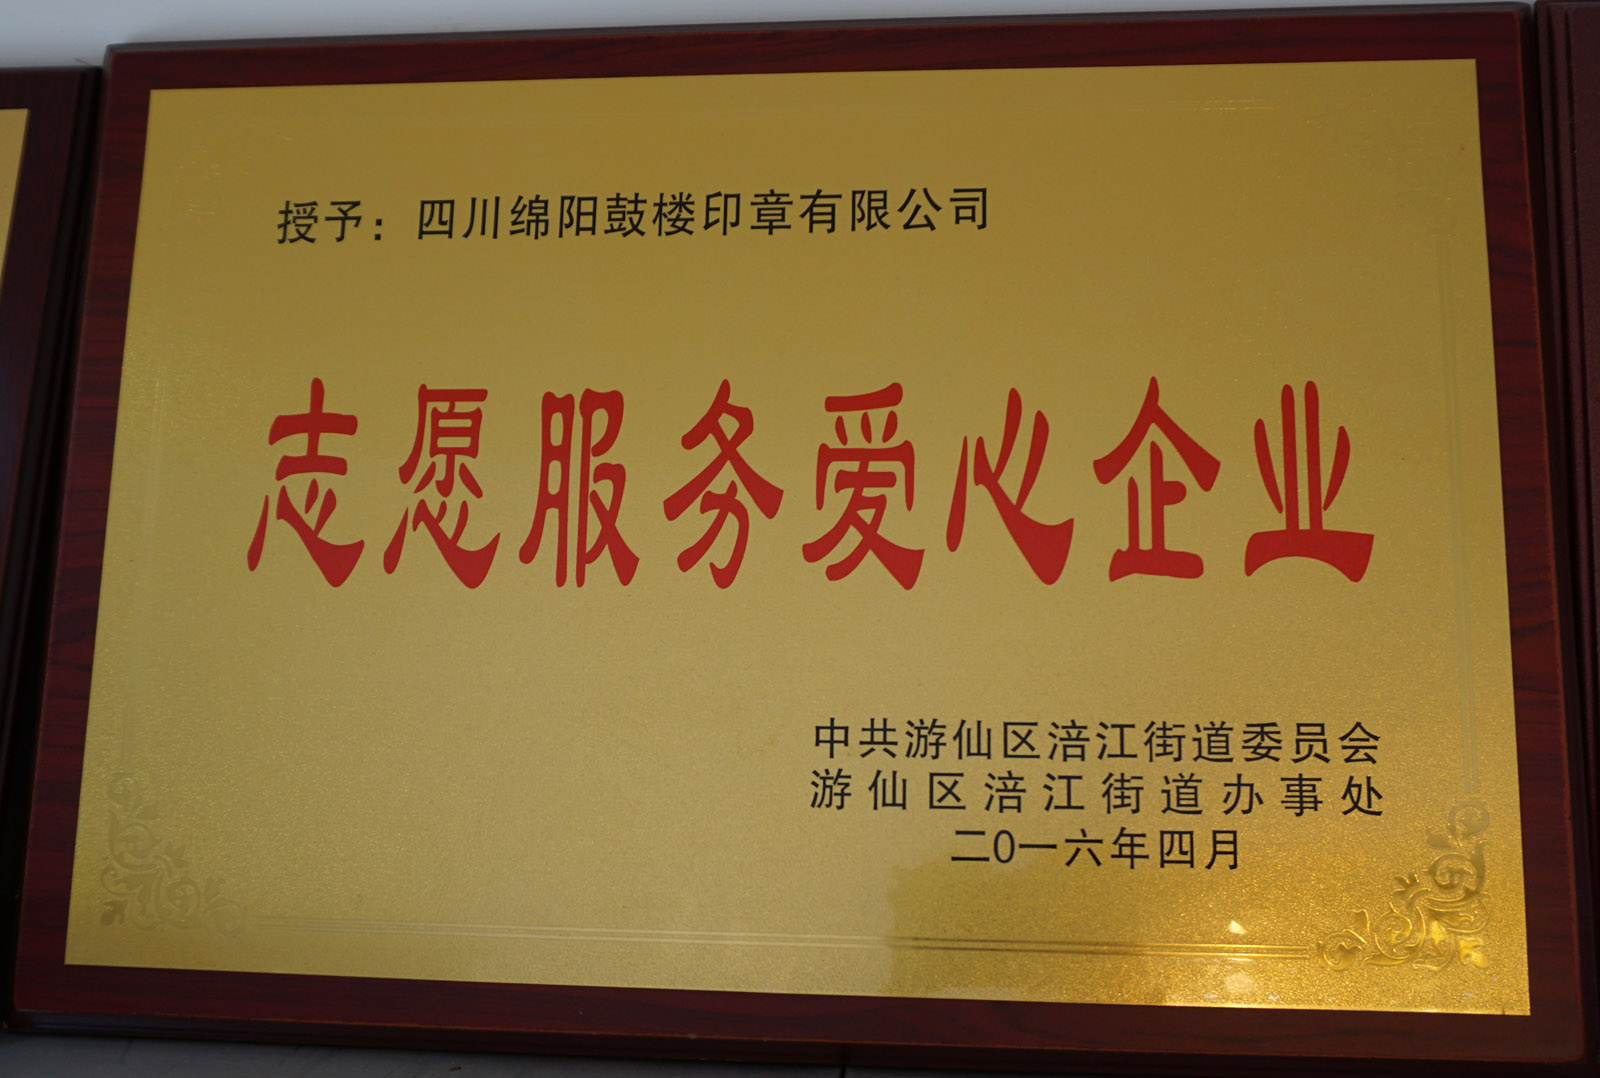 授予：四川绵阳鼓楼印章有限公司
志愿服务爱心企业
中共游仙区涪江街道委员会
游仙区涪江街道办事处
二0一六年四月